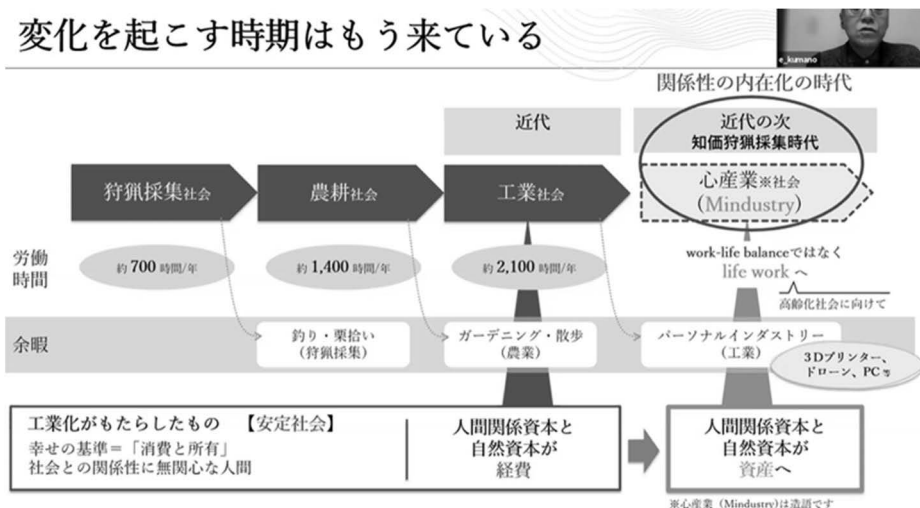 変化を起こす時期はもう来ている
e_kumano
関係性の内在化の時代
近代
近代の次
知価狩猟採集時代
狩猟採集社会
農耕社会
工業社会
心産業※社会
(Mindustry)
労働
時間
約 700 時間/年
約 1,400 時間/年
約 2,100 時間/年
work-life balanceではなく
life work へ
高齢化社会に向けて
余暇
釣り・栗拾い
(狩猟採集)
ガーデニング・散歩
(農業)
パーソナルインダストリー
(工業)
3Dプリンター、
ドローン、PC 等
工業化がもたらしたもの 【安定社会】
幸せの基準=「消費と所有」
社会との関係性に無関心な人間
人間関係資本と
自然資本が
経費
人間関係資本と
自然資本が
資産へ
※心産業 (Mindustry)は造語です